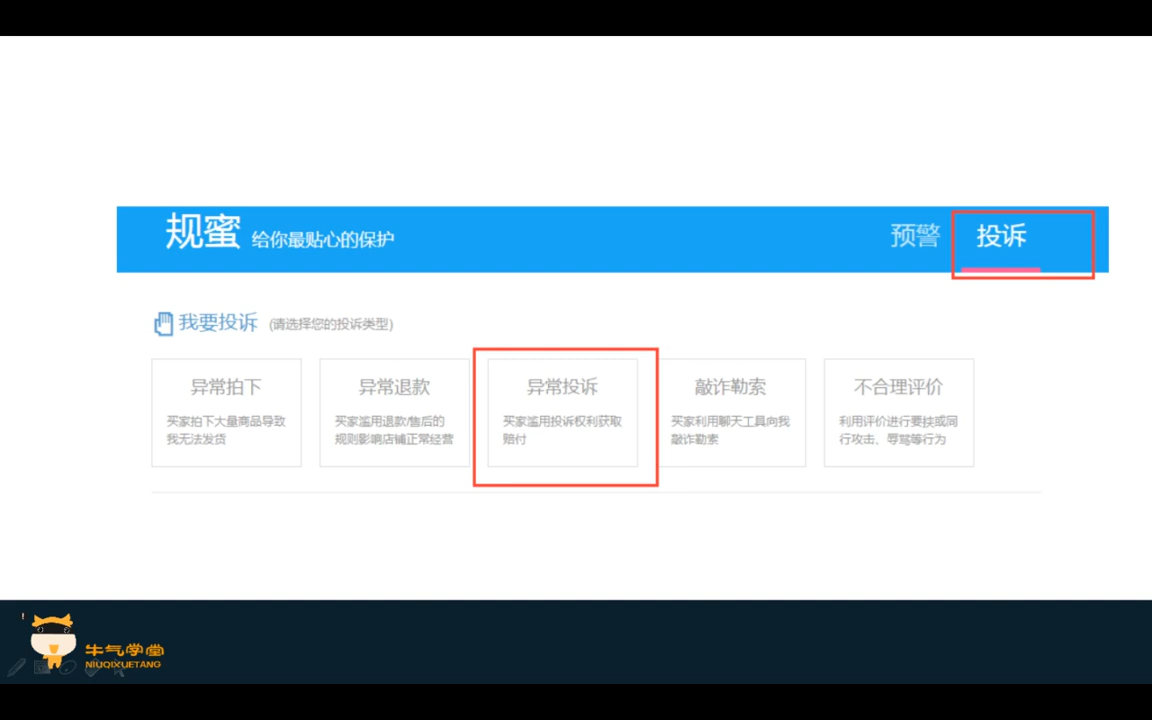 规蜜 给你最贴心的保护 预警 投诉
我要投诉 (请选择您的投诉类型)
异常拍下
买家拍下大量商品导致
我无法发货
异常退款
买家滥用退款/售后的
规则影响店铺正常经营
异常投诉
买家滥用投诉权利获取
赔付
敲诈勒索
买家利用聊天工具向我
敲诈勒索
不合理评价
利用评价进行要挟或同
行攻击、辱骂等行为
牛气学堂
NIUQIXUETANG